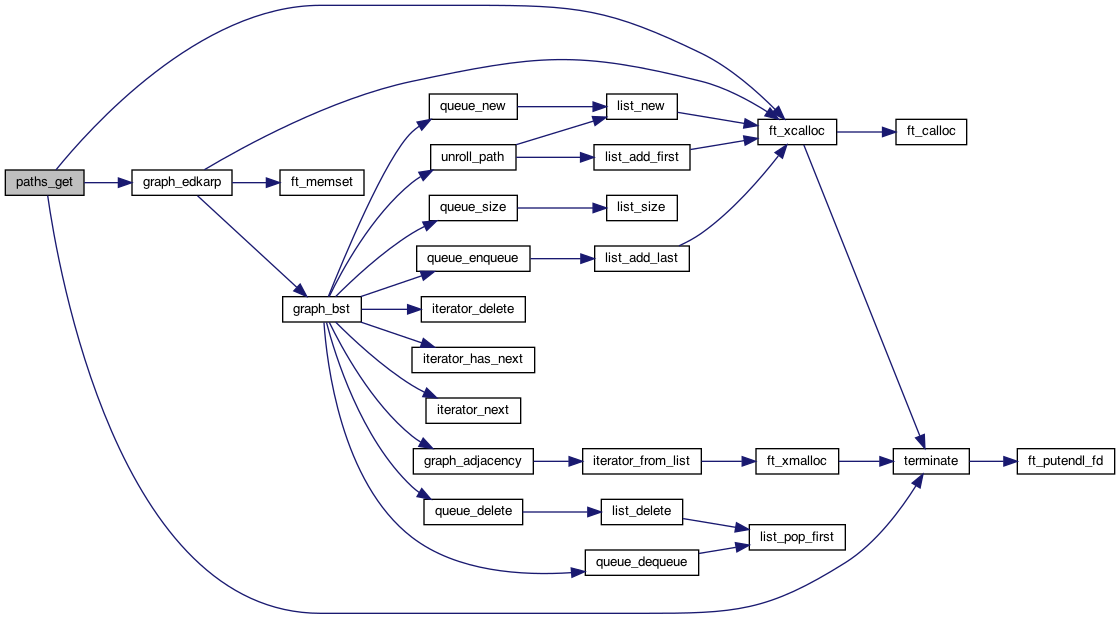 paths_get
graph_edkarp
ft_memset
graph_bst
queue_new
unroll_path
queue_size
queue_enqueue
iterator_delete
iterator_has_next
iterator_next
graph_adjacency
queue_delete
queue_dequeue
list_new
list_add_first
list_size
list_add_last
iterator_from_list
list_delete
list_pop_first
ft_xcalloc
ft_xmalloc
ft_calloc
terminate
ft_putendl_fd